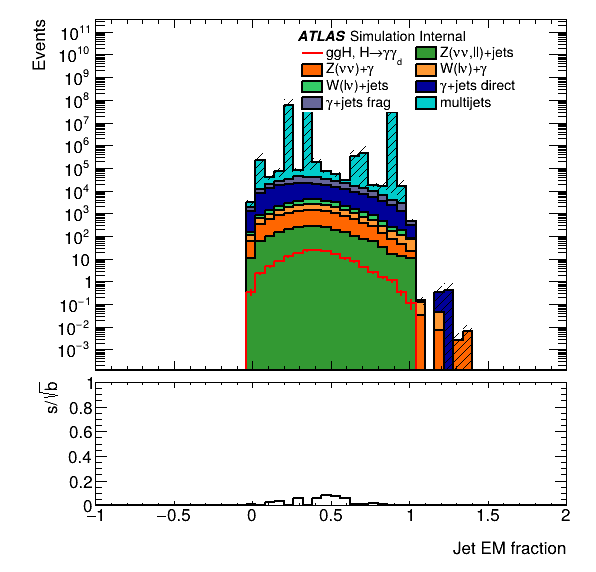 Events
10¹¹
10¹⁰
10⁹
10⁸
10⁷
10⁶
10⁵
10⁴
10³
10²
10
1
10⁻¹
10⁻²
10⁻³
ATLAS Simulation Internal
ggH, H→γγ_d
Z(νν,ll)+jets
Z(νν)+γ
W(lν)+γ
W(lν)+jets
γ+jets direct
γ+jets frag
multijets
s/√b
1
0.8
0.6
0.4
0.2
0
−1
−0.5
0
0.5
1
1.5
2
Jet EM fraction